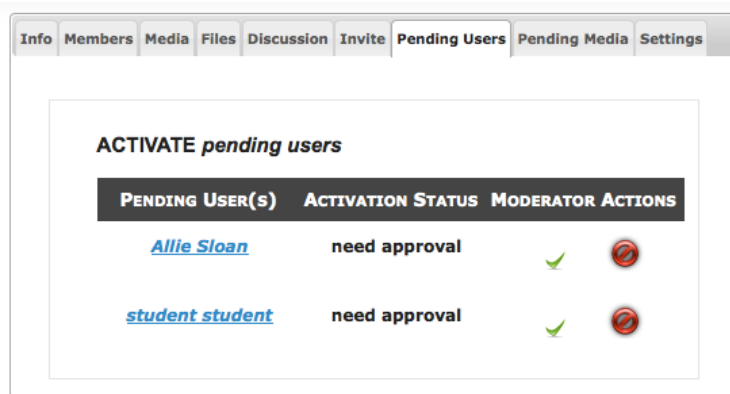 Info Members Media Files Discussion Invite Pending Users Pending Media Settings
ACTIVATE pending users
PENDING USER(S) ACTIVATION STATUS MODERATOR ACTIONS
Allie Sloan need approval
student student need approval